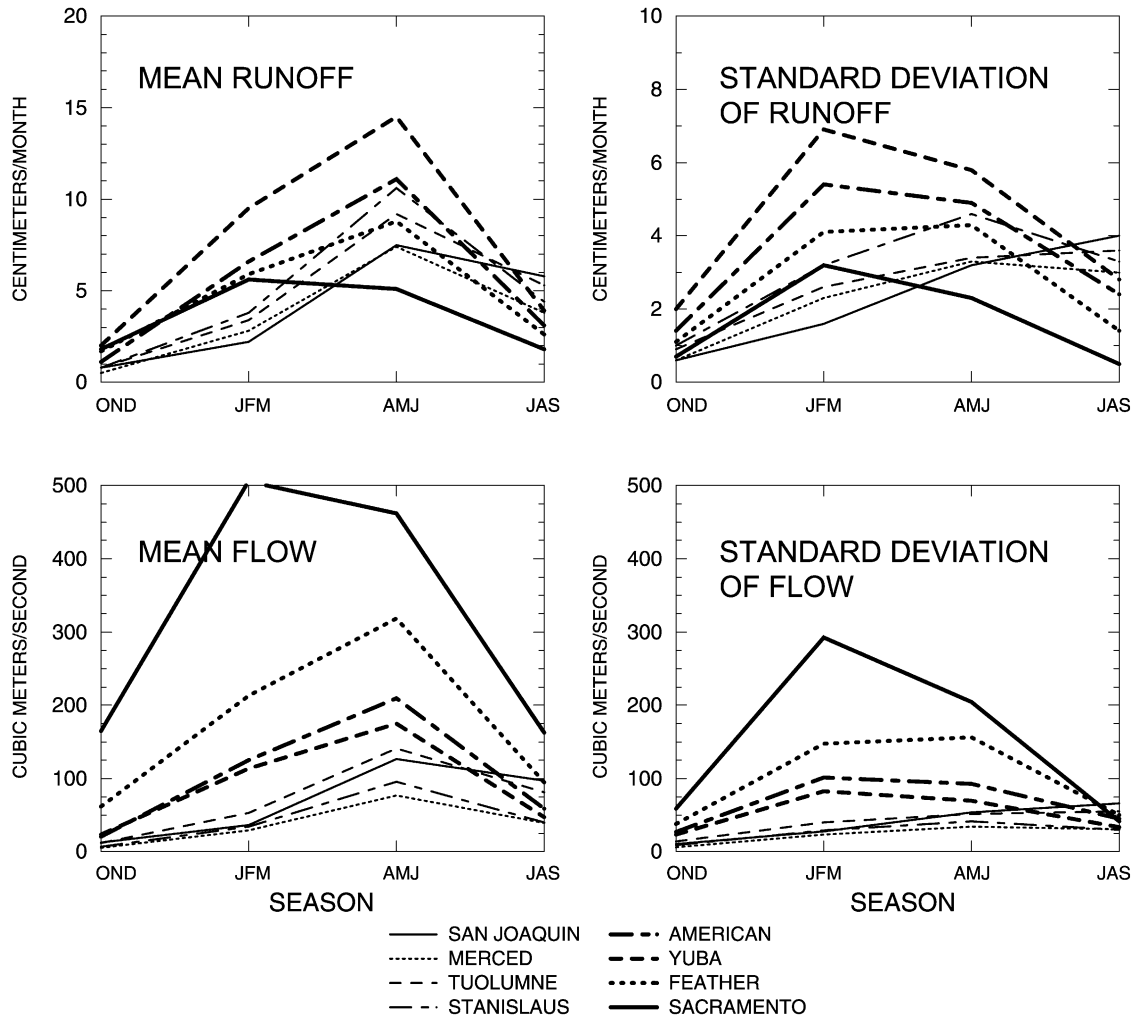 20
15
10
5
0
CENTIMETERS/MONTH
MEAN RUNOFF
OND JFM AMJ JAS
10
8
6
4
2
0
CENTIMETERS/MONTH
STANDARD DEVIATION
OF RUNOFF
OND JFM AMJ JAS
500
400
300
200
100
0
CUBIC METERS/SECOND
MEAN FLOW
OND JFM AMJ JAS
SEASON
500
400
300
200
100
0
CUBIC METERS/SECOND
STANDARD DEVIATION
OF FLOW
OND JFM AMJ JAS
SEASON
SAN JOAQUIN
MERCED
TUOLUMNE
STANISLAUS
AMERICAN
YUBA
FEATHER
SACRAMENTO